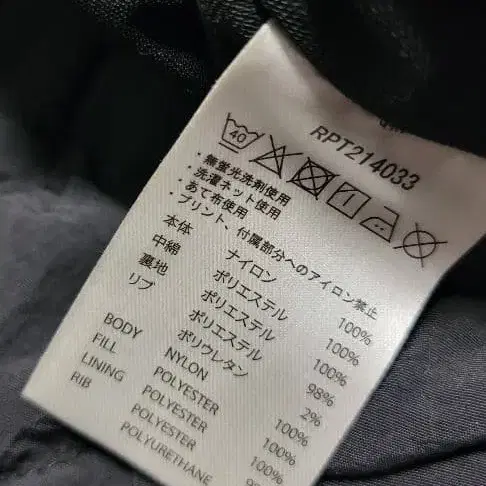 RPT214033
40
・無蛍光洗剤使用
・洗濯ネット使用
・あて布使用
・プリント、付属部分へのアイロン禁止
本体 ナイロン 100%
中綿 ポリエステル 100%
裏地 ポリエステル 100%
リブ ポリエステル 98%
ポリウレタン 2%
BODY NYLON 100%
FILL POLYESTER 100%
LINING POLYESTER 100%
RIB POLYESTER
POLYURETHANE